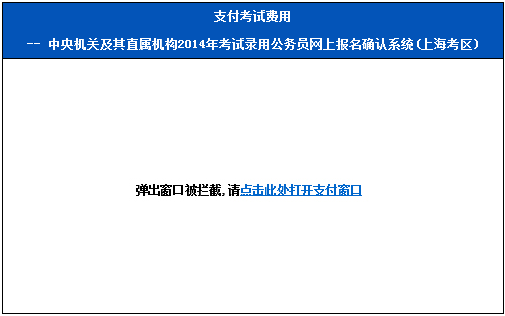 支付考试费用
-- 中央机关及其直属机构2014年考试录用公务员网上报名确认系统(上海考区)
弹出窗口被拦截,请点击此处打开支付窗口